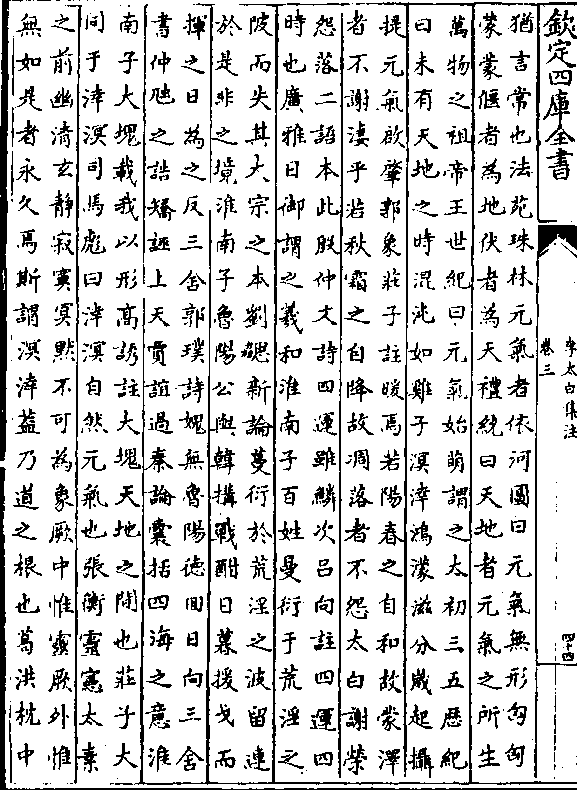 欽定四庫全書
李太白集注
卷三
四十四
猶言常也法苑珠林元氣者依河圖曰元氣無形匈匈
蒙蒙偃者為地伏者為天禮統曰天地者元氣之所生
萬物之祖帝王世紀曰元氣始萌謂之太初三五歴紀
曰未有天地之時混沌如雞子溟涬鴻濛滋分嵗起攝
提元氣啟肇郭象莊子註暖焉若陽春之自和故蒙澤
者不謝凄乎若秋霜之自降故凋落者不怨太白謝榮
怨落二語本此殷仲文詩四運雖鱗次呂向註四運四
時也廣雅曰御謂之羲和淮南子百姓曼衍于荒淫之
陂而失其大宗之本劉勰新論蔓衍於荒淫之波留連
於是非之境淮南子魯陽公與韓搆戰酣日暮援戈而
揮之日為之反三舍郭璞詩媿無魯陽徳回日向三舍
書仲虺之誥矯誣上天賈誼過秦論囊括四海之意淮
南子大塊載我以形髙誘註大塊天地之間也莊子大
同于涬溟司馬彪曰涬溟自然元氣也張衡靈憲太素
之前幽清玄静寂寞冥黙不可為象厥中惟靈厥外惟
無如是者永久焉斯謂溟涬葢乃道之根也葛洪枕中